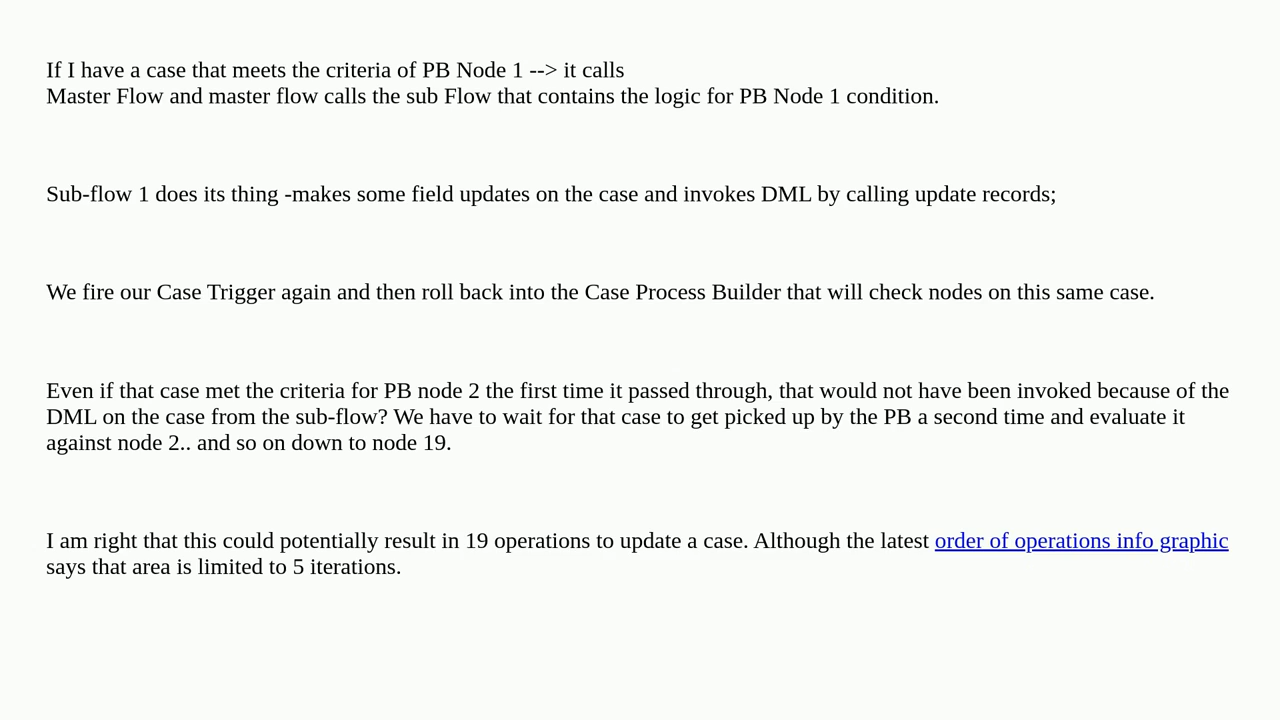 If I have a case that meets the criteria of PB Node 1 --> it calls
Master Flow and master flow calls the sub Flow that contains the logic for PB Node 1 condition.
Sub-flow 1 does its thing -makes some field updates on the case and invokes DML by calling update records;
We fire our Case Trigger again and then roll back into the Case Process Builder that will check nodes on this same case.
Even if that case met the criteria for PB node 2 the first time it passed through, that would not have been invoked because of the
DML on the case from the sub-flow? We have to wait for that case to get picked up by the PB a second time and evaluate it
against node 2.. and so on down to node 19.
I am right that this could potentially result in 19 operations to update a case. Although the latest order of operations info graphic
says that area is limited to 5 iterations.